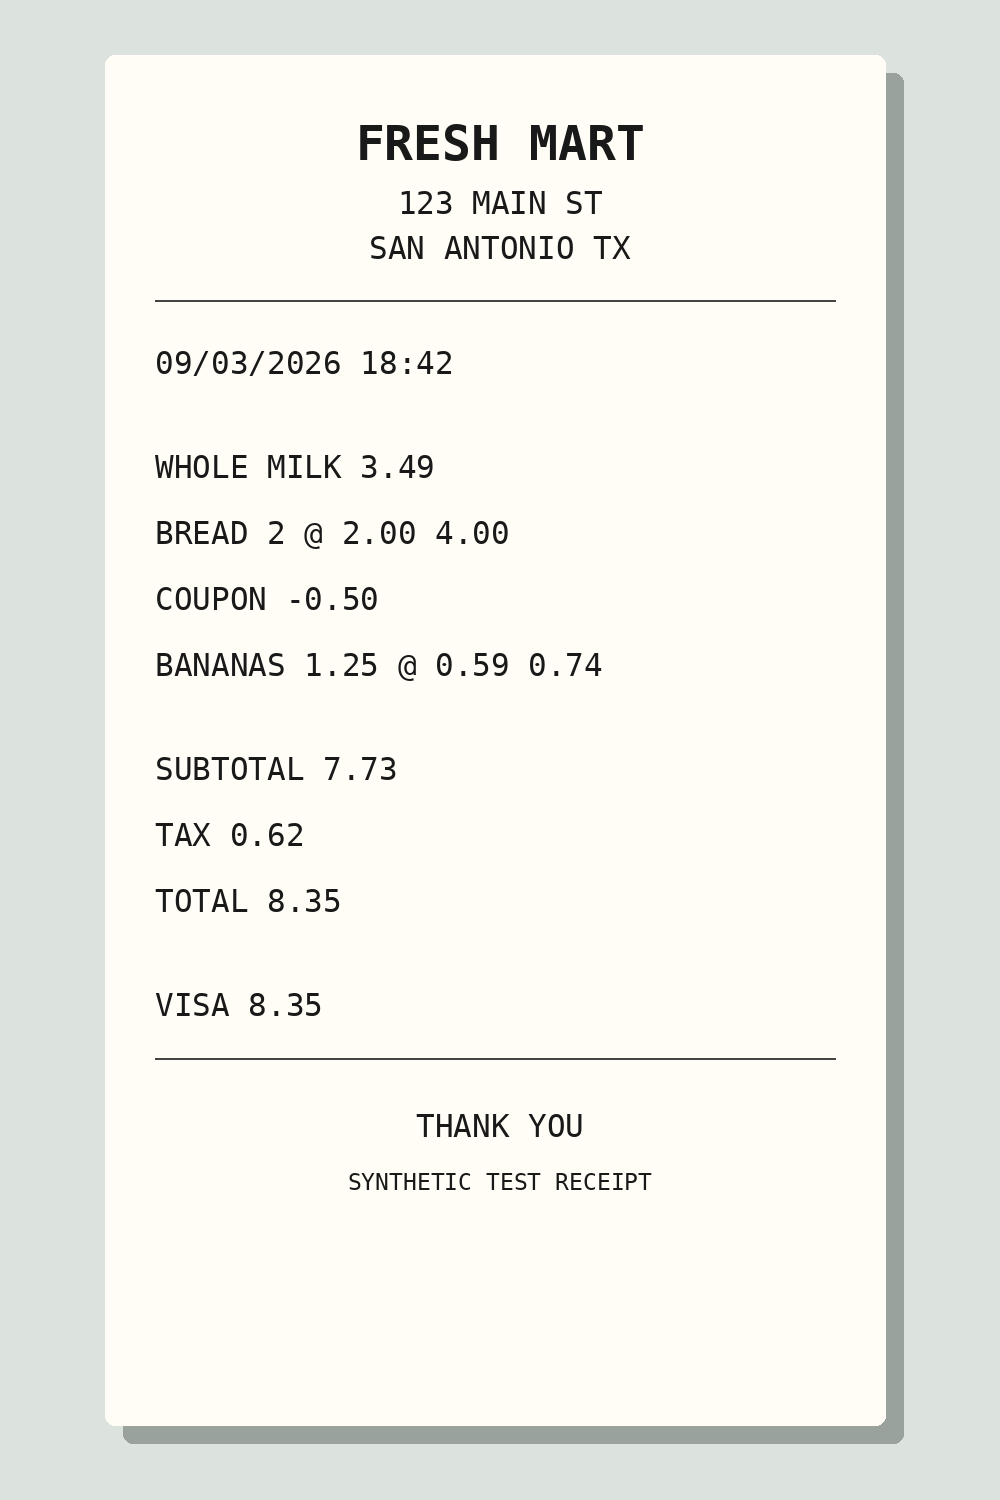 FRESH MART
123 MAIN ST
SAN ANTONIO TX
09/03/2026 18:42
WHOLE MILK 3.49
BREAD 2 @ 2.00 4.00
COUPON -0.50
BANANAS 1.25 @ 0.59 0.74
SUBTOTAL 7.73
TAX 0.62
TOTAL 8.35
VISA 8.35
THANK YOU
SYNTHETIC TEST RECEIPT